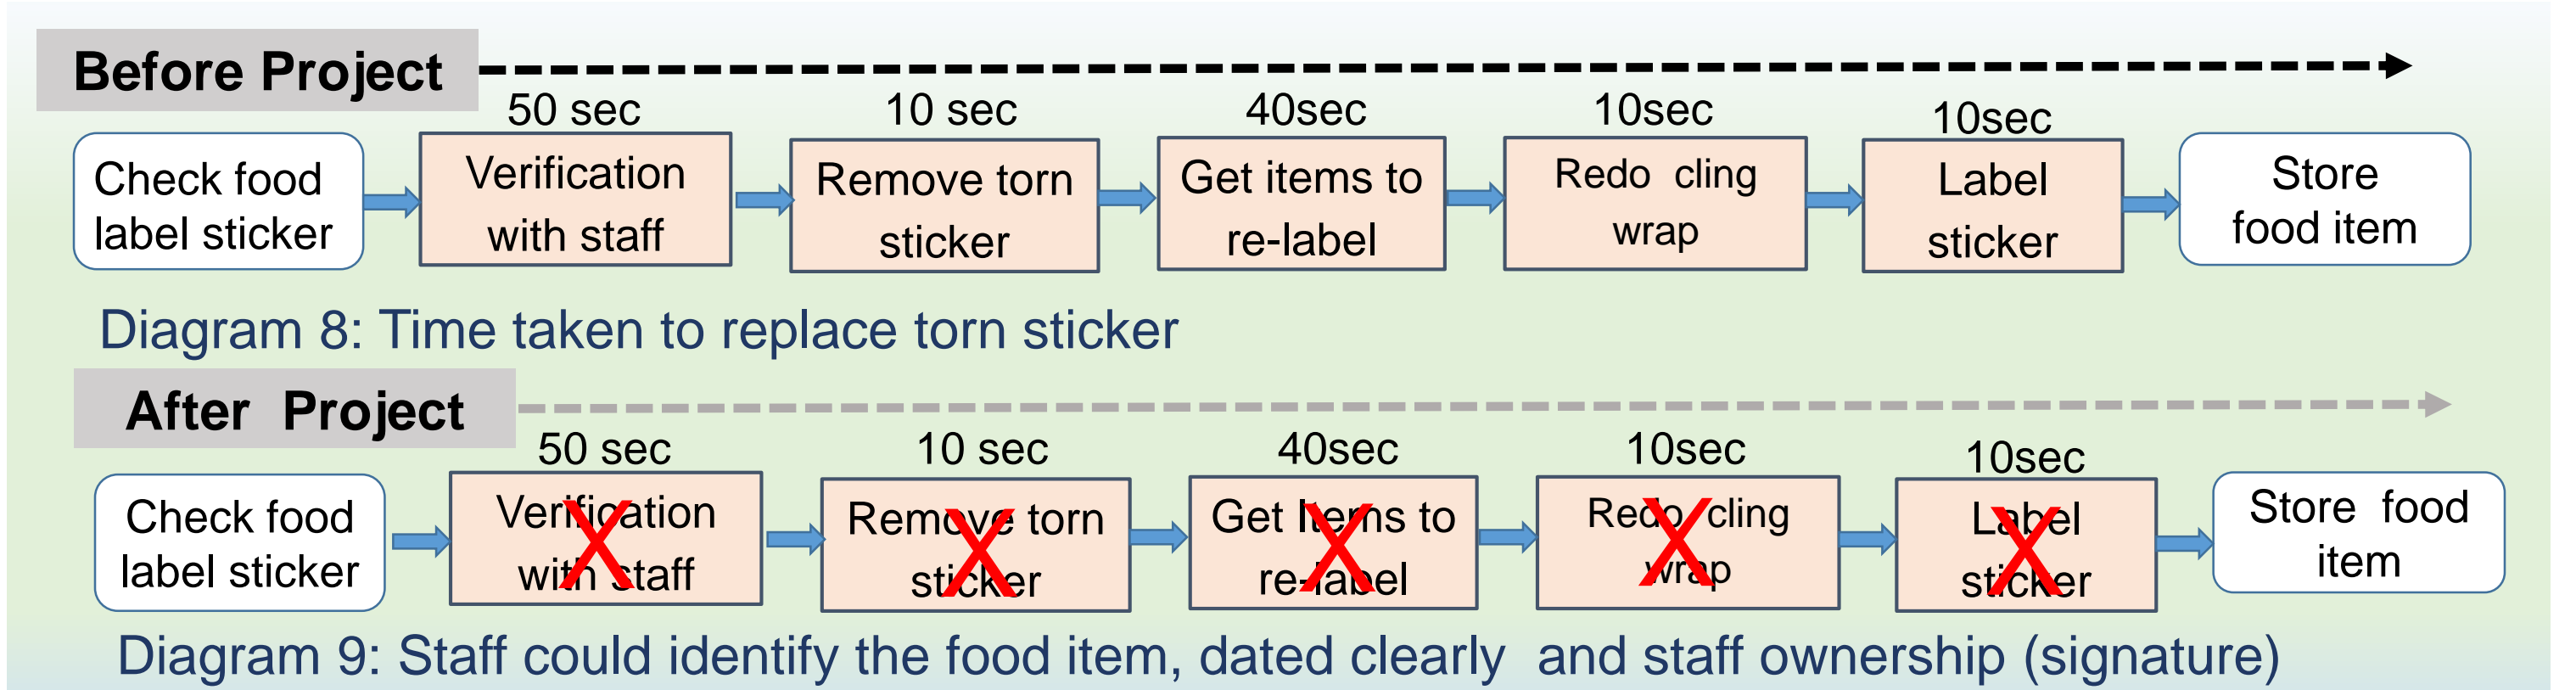 Before Project
50 sec
10 sec
40sec
10sec
10sec
Check food
label sticker
Verification
with staff
Remove torn
sticker
Get items to
re-label
Redo cling
wrap
Label
sticker
Store
food item
Diagram 8: Time taken to replace torn sticker
After Project
50 sec
10 sec
40sec
10sec
10sec
Check food
label sticker
Verification
with staff
X
Remove torn
sticker
X
Get Items to
re-label
X
Redo cling
wrap
X
Label
sticker
X
Store food
item
Diagram 9: Staff could identify the food item, dated clearly and staff ownership (signature)